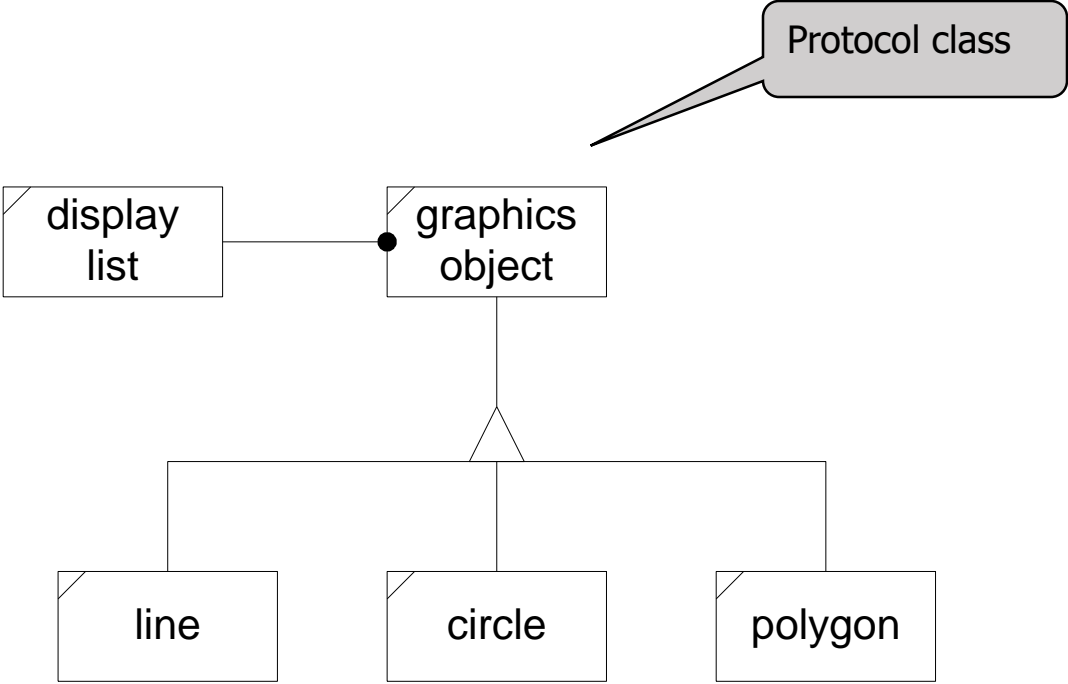 Protocol class
display
list
graphics
object
line
circle
polygon